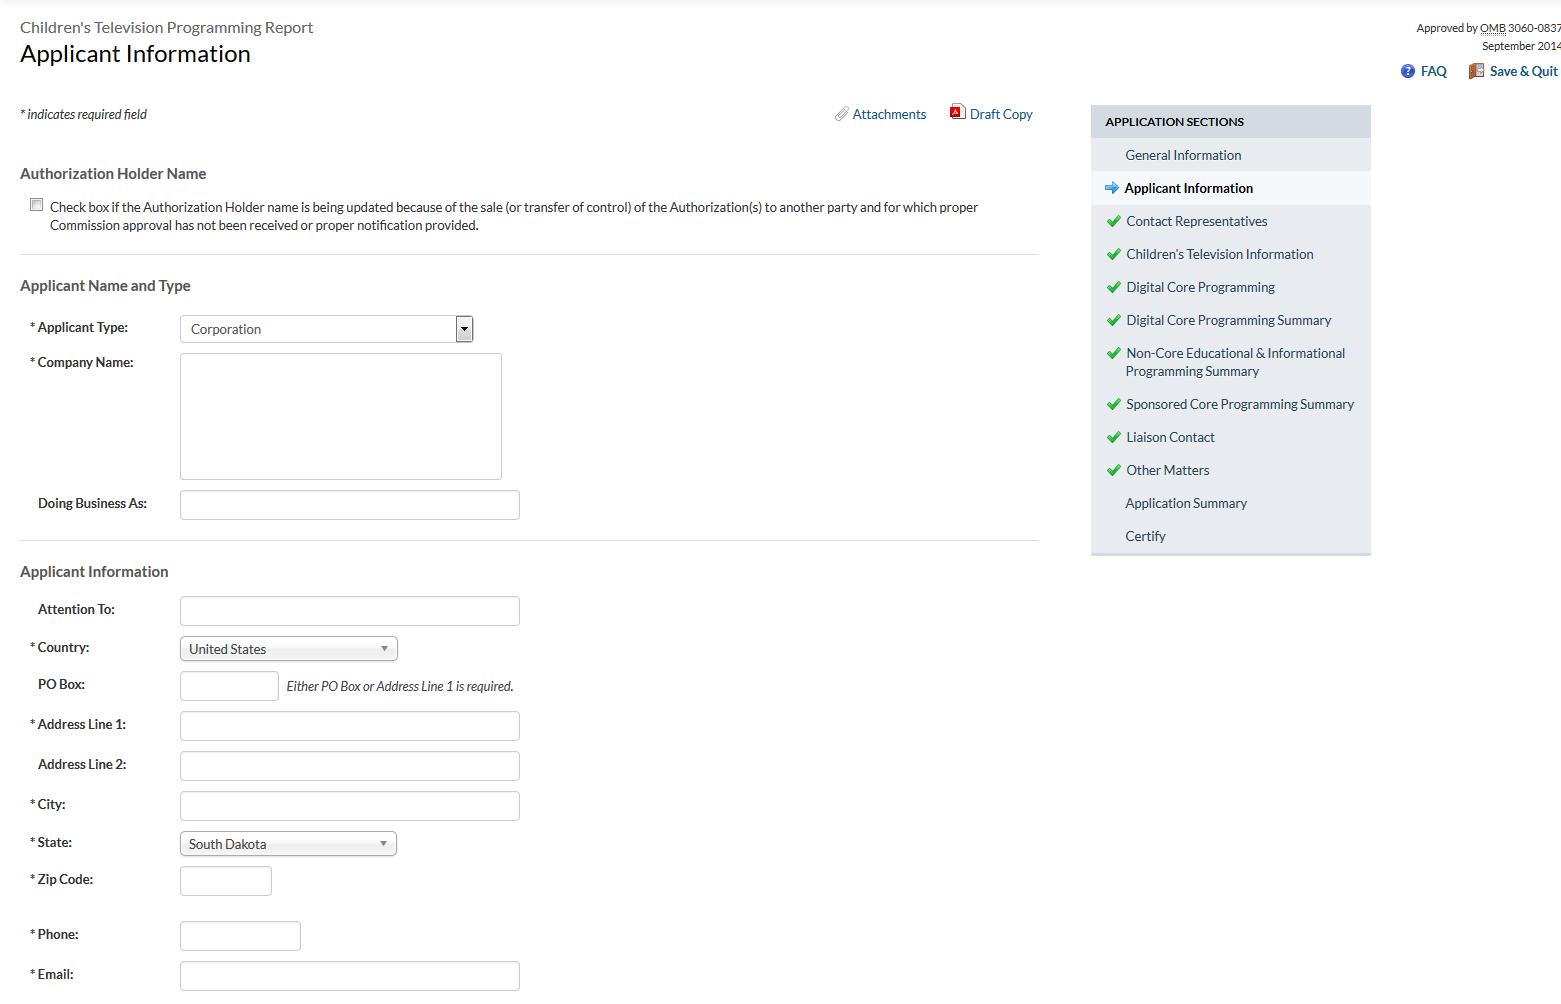 Children's Television Programming Report
Applicant Information
Approved by OMB 3060-0837
September 2014
FAQ
Save & Quit
* indicates required field
Attachments
Draft Copy
Authorization Holder Name
Check box if the Authorization Holder name is being updated because of the sale (or transfer of control) of the Authorization(s) to another party and for which proper
Commission approval has not been received or proper notification provided.
Applicant Name and Type
* Applicant Type:
Corporation
* Company Name:
Doing Business As:
Applicant Information
Attention To:
* Country:
United States
PO Box:
Either PO Box or Address Line 1 is required.
* Address Line 1:
Address Line 2:
* City:
* State:
South Dakota
* Zip Code:
* Phone:
* Email:
APPLICATION SECTIONS
General Information
Applicant Information
Contact Representatives
Children's Television Information
Digital Core Programming
Digital Core Programming Summary
Non-Core Educational & Informational
Programming Summary
Sponsored Core Programming Summary
Liaison Contact
Other Matters
Application Summary
Certify